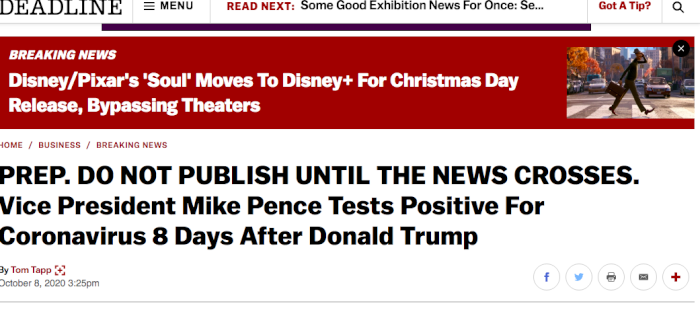 DEADLINE
MENU
READ NEXT: Some Good Exhibition News For Once: Se...
Got A Tip?
BREAKING NEWS
Disney/Pixar's 'Soul' Moves To Disney+ For Christmas Day
Release, Bypassing Theaters
HOME / BUSINESS / BREAKING NEWS
PREP. DO NOT PUBLISH UNTIL THE NEWS CROSSES.
Vice President Mike Pence Tests Positive For
Coronavirus 8 Days After Donald Trump
By Tom Tapp
October 8, 2020 3:25pm